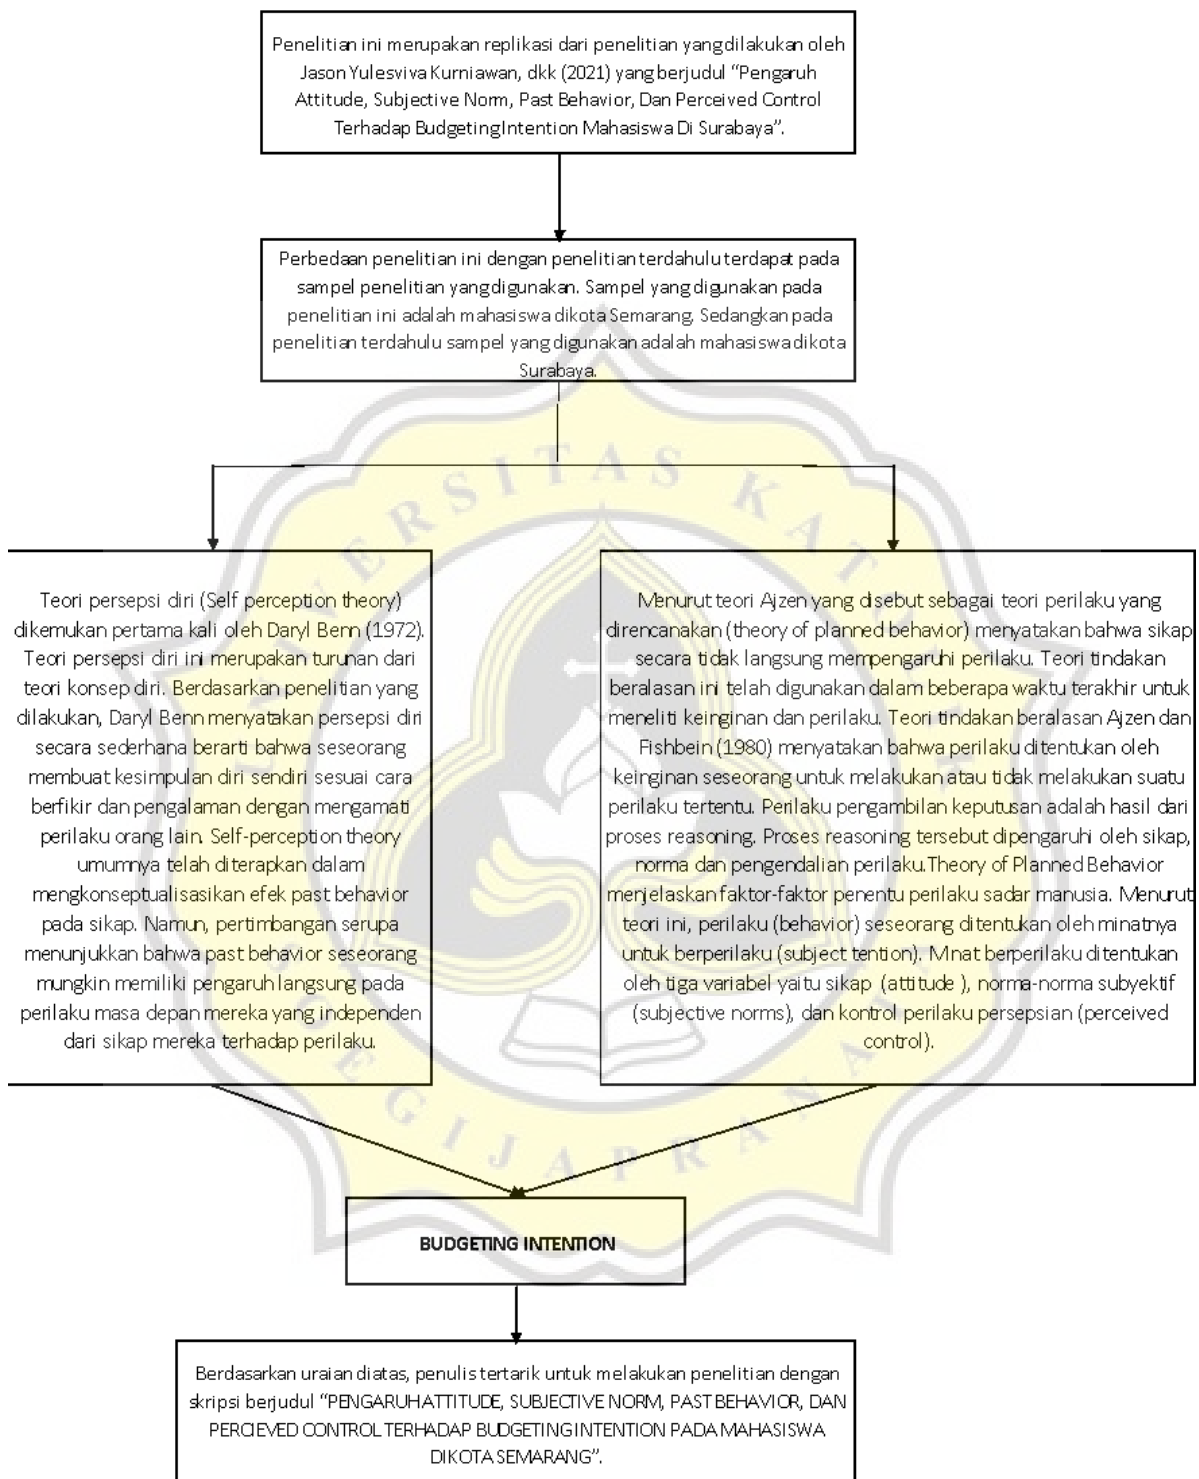 Penelitian ini merupakan replikasi dari penelitian yang dilakukan oleh
Jason Yulesviva Kurniawan, dkk (2021) yang berjudul “Pengaruh
Attitude, Subjective Norm, Past Behavior, Dan Perceived Control
Terhadap Budgeting Intention Mahasiswa Di Surabaya”.
Perbedaan penelitian ini dengan penelitian terdahulu terdapat pada
sampel penelitian yang digunakan. Sampel yang digunakan pada
penelitian ini adalah mahasiswa dikota Semarang. Sedangkan pada
penelitian terdahulu sampel yang digunakan adalah mahasiswa dikota
Surabaya.
UNIVERSITAS KATOLIK
Teori persepsi diri (Self perception theory)
dikemukan pertama kali oleh Daryl Benn (1972).
Teori persepsi diri ini merupakan turunan dari
teori konsep diri. Berdasarkan penelitian yang
dilakukan, Daryl Benn menyatakan persepsi diri
secara sederhana berarti bahwa seseorang
membuat kesimpulan diri sendiri sesuai cara
berfikir dan pengalaman dengan mengamati
perilaku orang lain. Self-perception theory
umumnya telah diterapkan dalam
mengkonseptualisasikan efek past behavior
pada sikap. Namun, pertimbangan serupa
menunjukkan bahwa past behavior seseorang
mungkin memiliki pengaruh langsung pada
perilaku masa depan mereka yang independen
dari sikap mereka terhadap perilaku.
Menurut teori Ajzen yang disebut sebagai teori perilaku yang
direncanakan (theory of planned behavior) menyatakan bahwa sikap
secara tidak langsung mempengaruhi perilaku. Teori tindakan
beralasan ini telah digunakan dalam beberapa waktu terakhir untuk
meneliti keinginan dan perilaku. Teori tindakan beralasan Ajzen dan
Fishbein (1980) menyatakan bahwa perilaku ditentukan oleh
keinginan seseorang untuk melakukan atau tidak melakukan suatu
perilaku tertentu. Perilaku pengambilan keputusan adalah hasil dari
proses reasoning. Proses reasoning tersebut dipengaruhi oleh sikap,
norma dan pengendalian perilaku.Theory of Planned Behavior
menjelaskan faktor-faktor penentu perilaku sadar manusia. Menurut
teori ini, perilaku (behavior) seseorang ditentukan oleh minatnya
untuk berperilaku (subject tention). Minat berperilaku ditentukan
oleh tiga variabel yaitu sikap (attitude ), norma-norma subyektif
(subjective norms), dan kontrol perilaku persepsian (perceived
control).
SOEGIJAPRANATA
BUDGETING INTENTION
Berdasarkan uraian diatas, penulis tertarik untuk melakukan penelitian dengan
skripsi berjudul “PENGARUH ATTITUDE, SUBJECTIVE NORM, PAST BEHAVIOR, DAN
PERCIEVED CONTROL TERHADAP BUDGETING INTENTION PADA MAHASISWA
DIKOTA SEMARANG”.